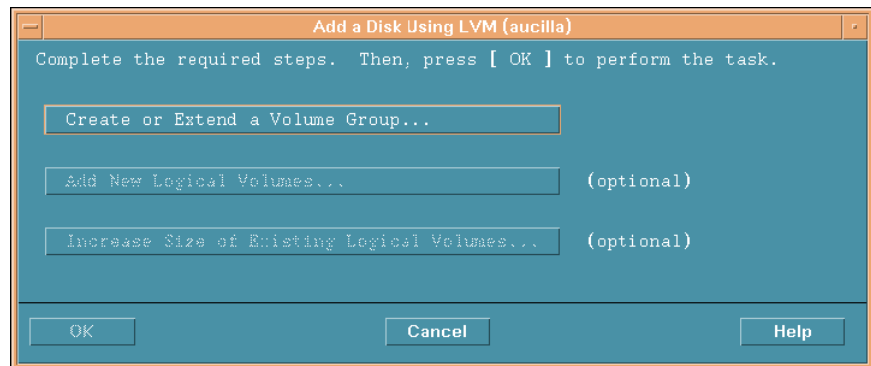 Add a Disk Using LVM (aucilla)
Complete the required steps.  Then, press [ OK ] to perform the task.
Create or Extend a Volume Group...
Add New Logical Volumes... (optional)
Increase Size of Existing Logical Volumes... (optional)
OK Cancel Help